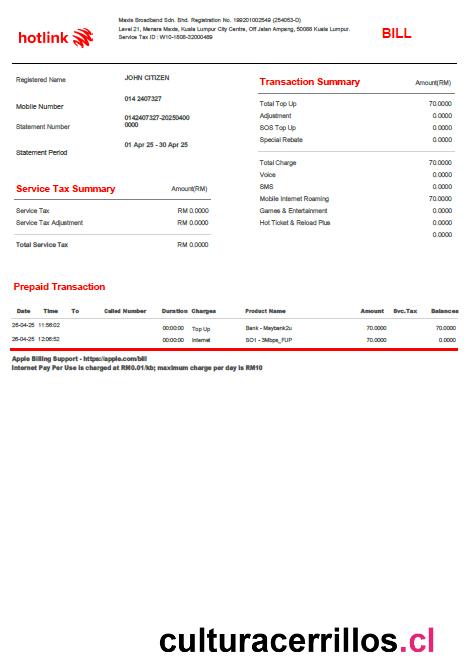 hotlink
Maxis Broadband Sdn. Bhd. Registration No. 199201002549 (254053-D)
Level 21, Menara Maxis, Kuala Lumpur City Centre, Off Jalan Ampang, 50088 Kuala Lumpur.
Service Tax ID : W10-1808-32000489
BILL
Registered Name JOHN CITIZEN
Mobile Number 014 2407327
Statement Number 0142407327-20250400
0000
Statement Period 01 Apr 25 - 30 Apr 25
Service Tax Summary Amount(RM)
Service Tax RM 0.0000
Service Tax Adjustment RM 0.0000
Total Service Tax RM 0.0000
Transaction Summary Amount(RM)
Total Top Up 70.0000
Adjustment 0.0000
SOS Top Up 0.0000
Special Rebate 0.0000
Total Charge 70.0000
Voice 0.0000
SMS 0.0000
Mobile Internet Roaming 70.0000
Games & Entertainment 0.0000
Hot Ticket & Reload Plus 0.0000
0.0000
Prepaid Transaction
Date Time To Called Number Duration Charges Product Name Amount Svc.Tax Balances
26-04-25 11:56:02 00:00:00 Top Up Bank - Maybank2u 70.0000 70.0000
26-04-25 12:06:52 00:00:00 Internet SO1 - 3Mbps_FUP 70.0000 0.0000
Apple Billing Support - https://apple.com/bill
Internet Pay Per Use is charged at RM0.01/kb; maximum charge per day is RM10
culturacerrillos.cl